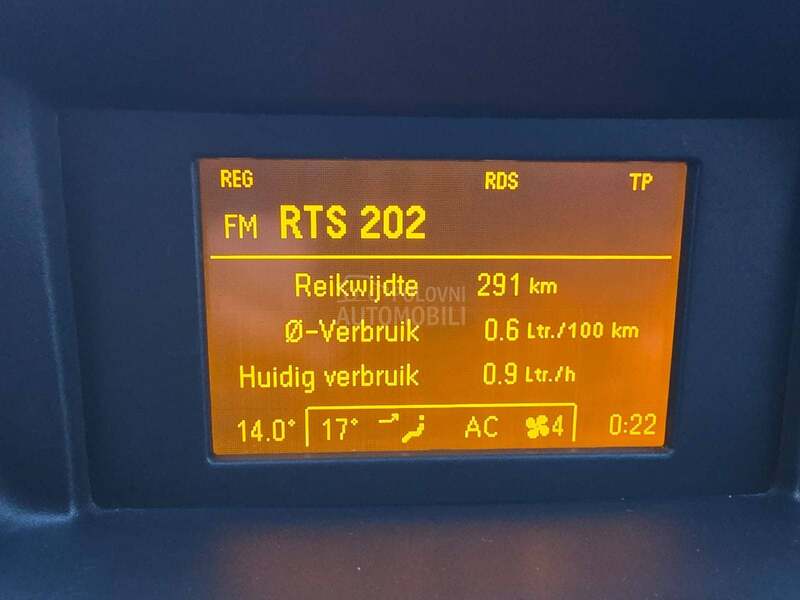 REG RDS TP
FM RTS 202
Reikwijdte 291 km
Ø-Verbruik 0.6 Ltr./100 km
Huidig verbruik 0.9 Ltr./h
14.0° 17° AC 4 0:22
POLOVNI
AUTOMOBILI